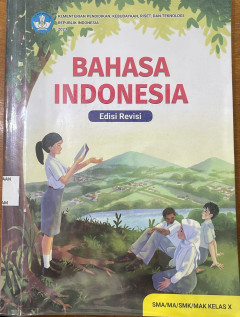 KEMENTERIAN PENDIDIKAN, KEBUDAYAAN, RISET, DAN TEKNOLOGI
REPUBLIK INDONESIA
BAHASA
INDONESIA
Edisi Revisi
SMA/MA/SMK/MAK KELAS X